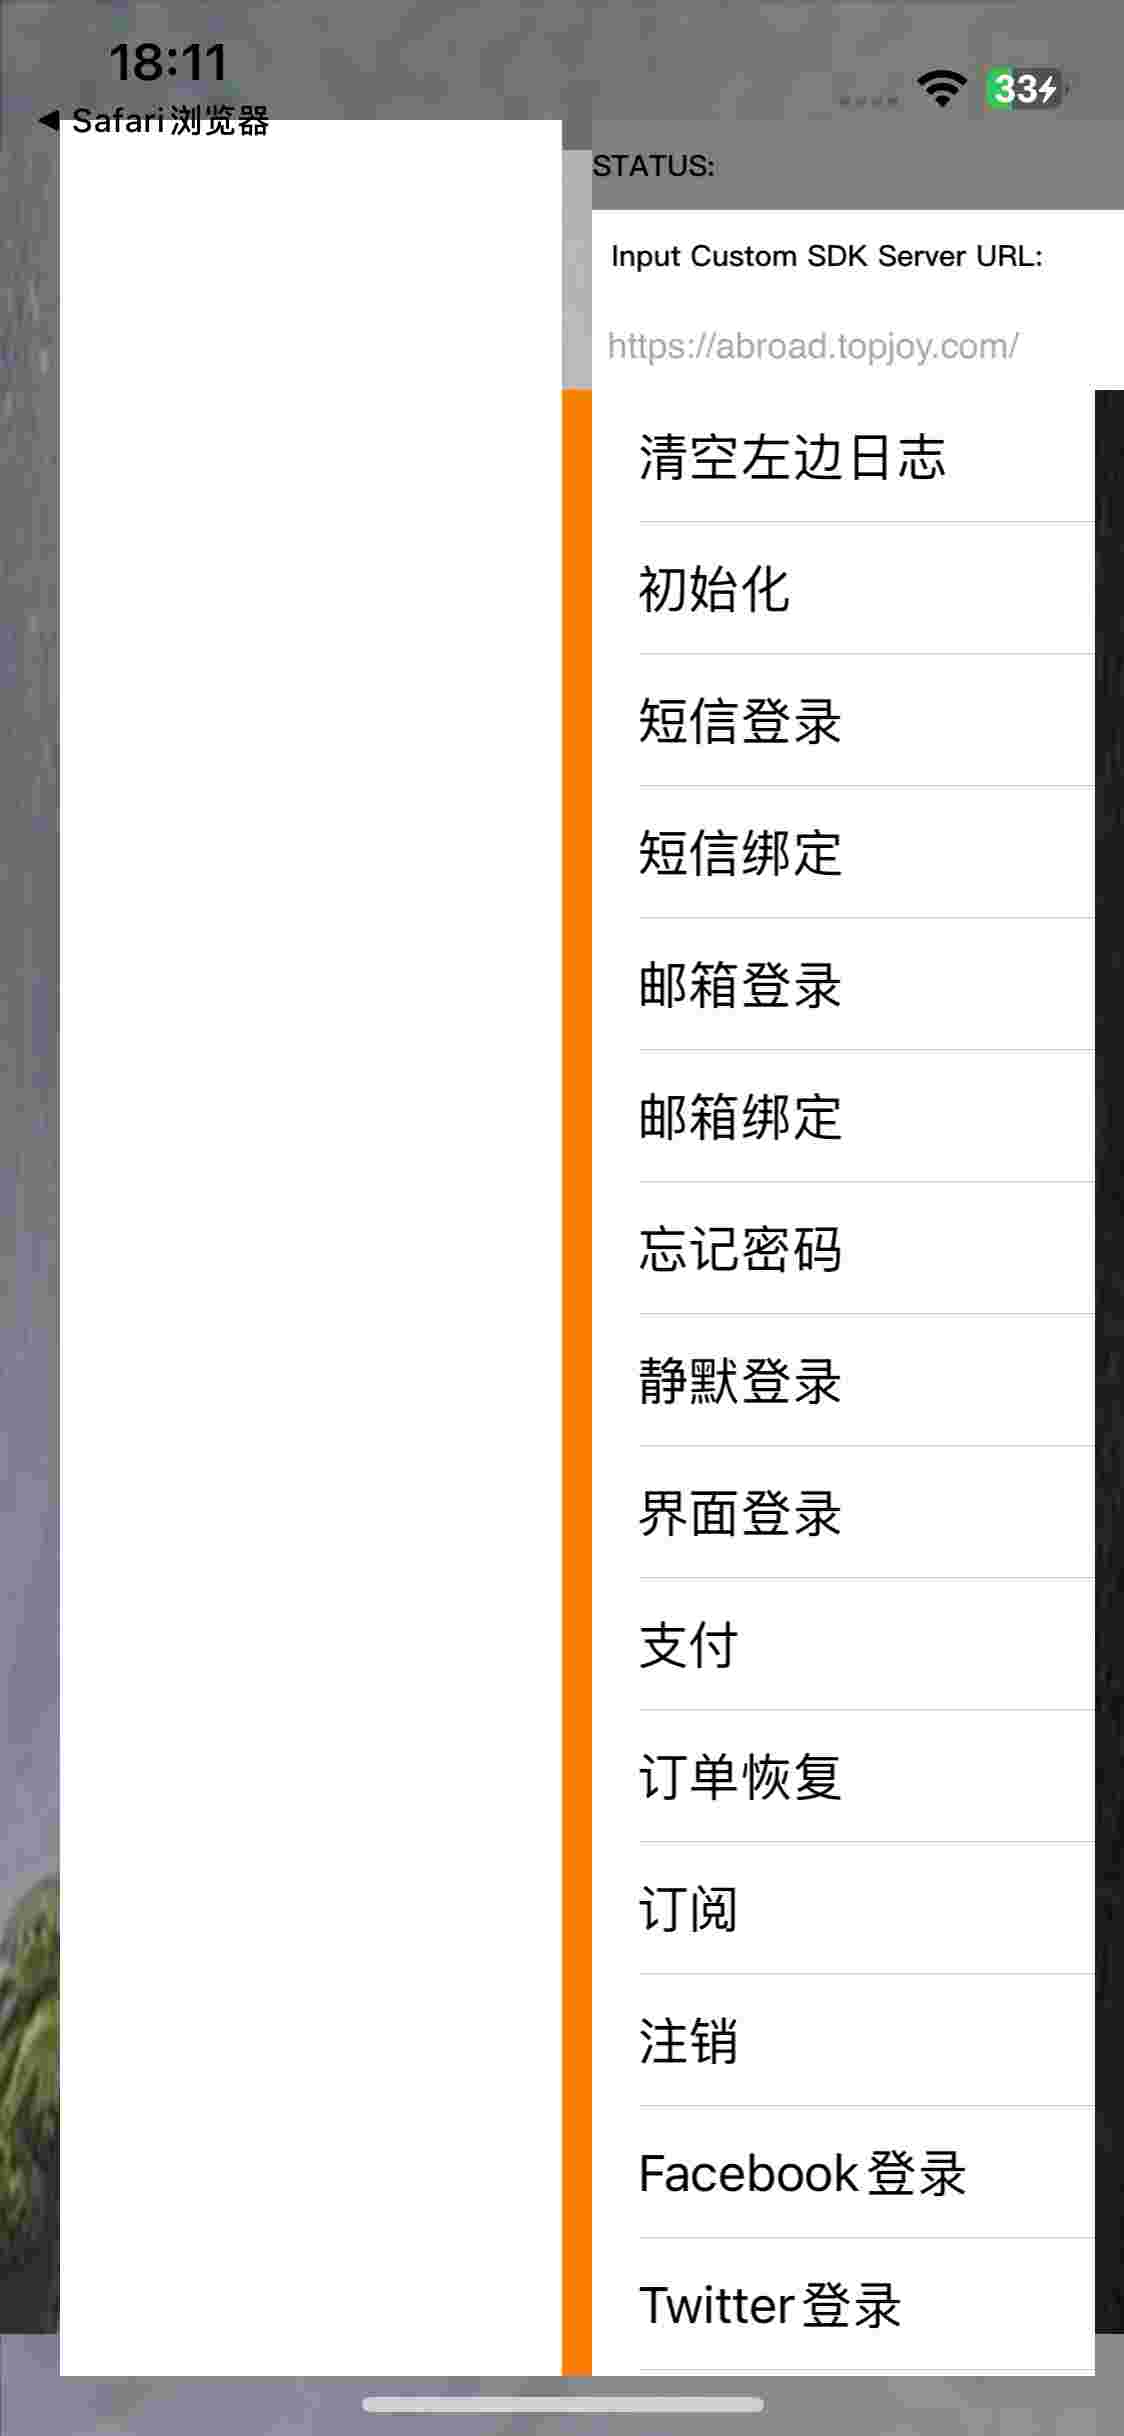 18:11
33
Safari浏览器
STATUS:
Input Custom SDK Server URL:
https://abroad.topjoy.com/
清空左边日志
初始化
短信登录
短信绑定
邮箱登录
邮箱绑定
忘记密码
静默登录
界面登录
支付
订单恢复
订阅
注销
Facebook登录
Twitter登录